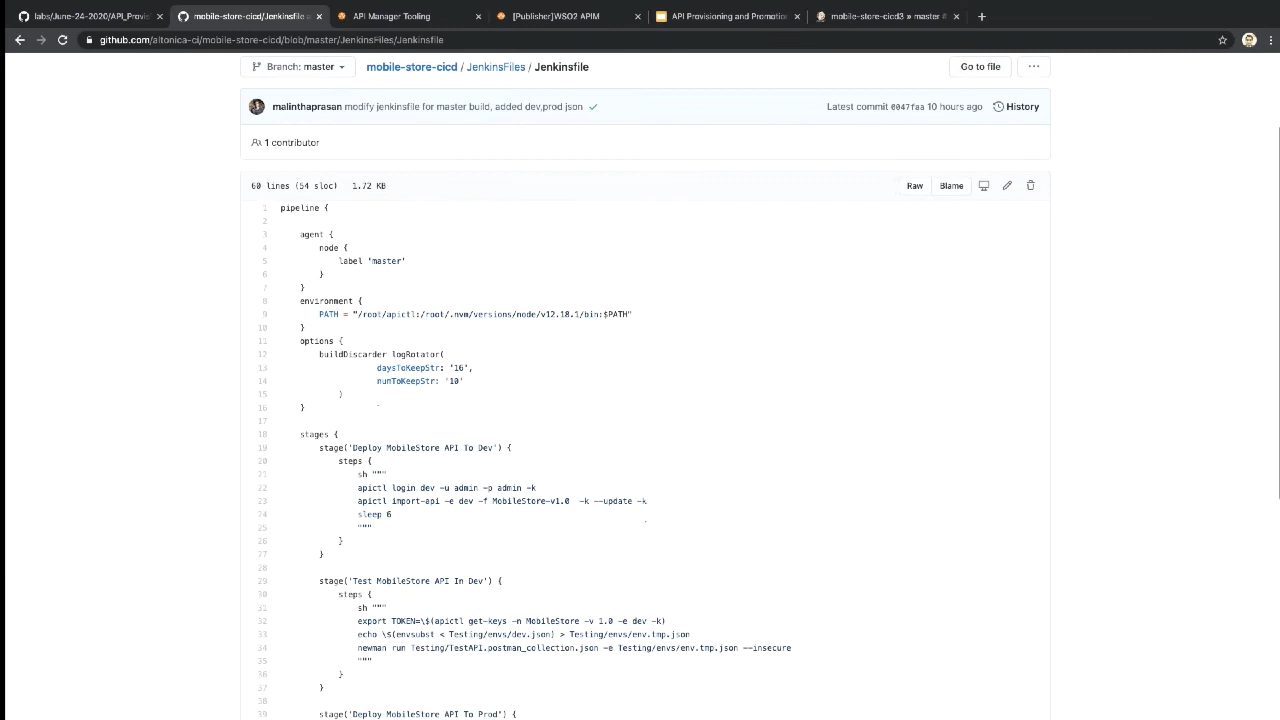 labs/June-24-2020/API_Provisi
mobile-store-cicd/Jenkinsfile a
API Manager Tooling
[Publisher]WSO2 APIM
API Provisioning and Promotion
mobile-store-cicd3 » master #
github.com/altonica-ci/mobile-store-cicd/blob/master/JenkinsFiles/Jenkinsfile
Branch: master
mobile-store-cicd / JenkinsFiles / Jenkinsfile
Go to file
malinthaprasan modify jenkinsfile for master build, added dev,prod json
Latest commit 0047faa 10 hours ago
History
1 contributor
60 lines (54 sloc) 1.72 KB
Raw
Blame
1 pipeline {
2
3 agent {
4 node {
5 label 'master'
6 }
7 }
8 environment {
9 PATH = "/root/apictl:/root/.nvm/versions/node/v12.18.1/bin:$PATH"
10 }
11 options {
12 buildDiscarder logRotator(
13 daysToKeepStr: '16',
14 numToKeepStr: '10'
15 )
16 }
17
18 stages {
19 stage('Deploy MobileStore API To Dev') {
20 steps {
21 sh """
22 apictl login dev -u admin -p admin -k
23 apictl import-api -e dev -f MobileStore-v1.0 -k --update -k
24 sleep 6
25 """
26 }
27 }
28
29 stage('Test MobileStore API In Dev') {
30 steps {
31 sh """
32 export TOKEN=\$(apictl get-keys -n MobileStore -v 1.0 -e dev -k)
33 echo \$(envsubst < Testing/envs/dev.json) > Testing/envs/env.tmp.json
34 newman run Testing/TestAPI.postman_collection.json -e Testing/envs/env.tmp.json --insecure
35 """
36 }
37 }
38
39 stage('Deploy MobileStore API To Prod') {